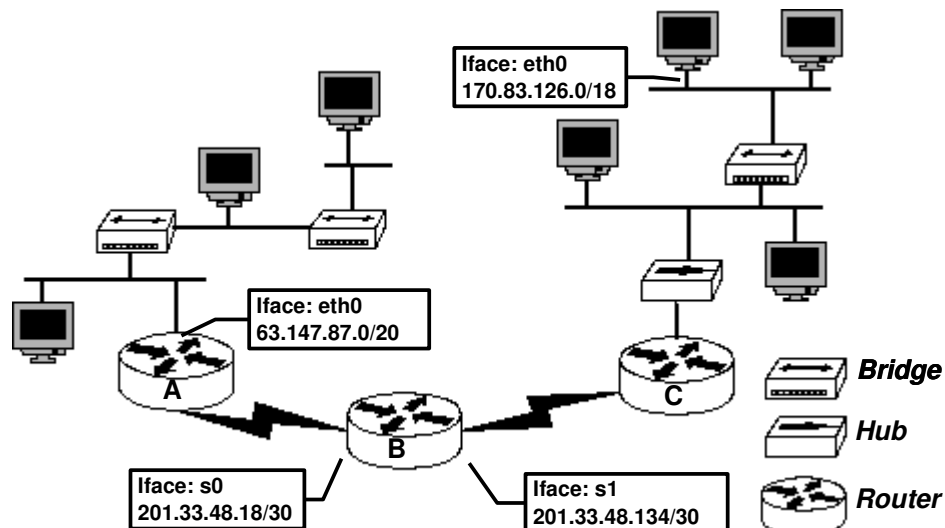 Iface: eth0
170.83.126.0/18
Iface: eth0
63.147.87.0/20
A
C
B
Bridge
Hub
Router
Iface: s0
201.33.48.18/30
Iface: s1
201.33.48.134/30